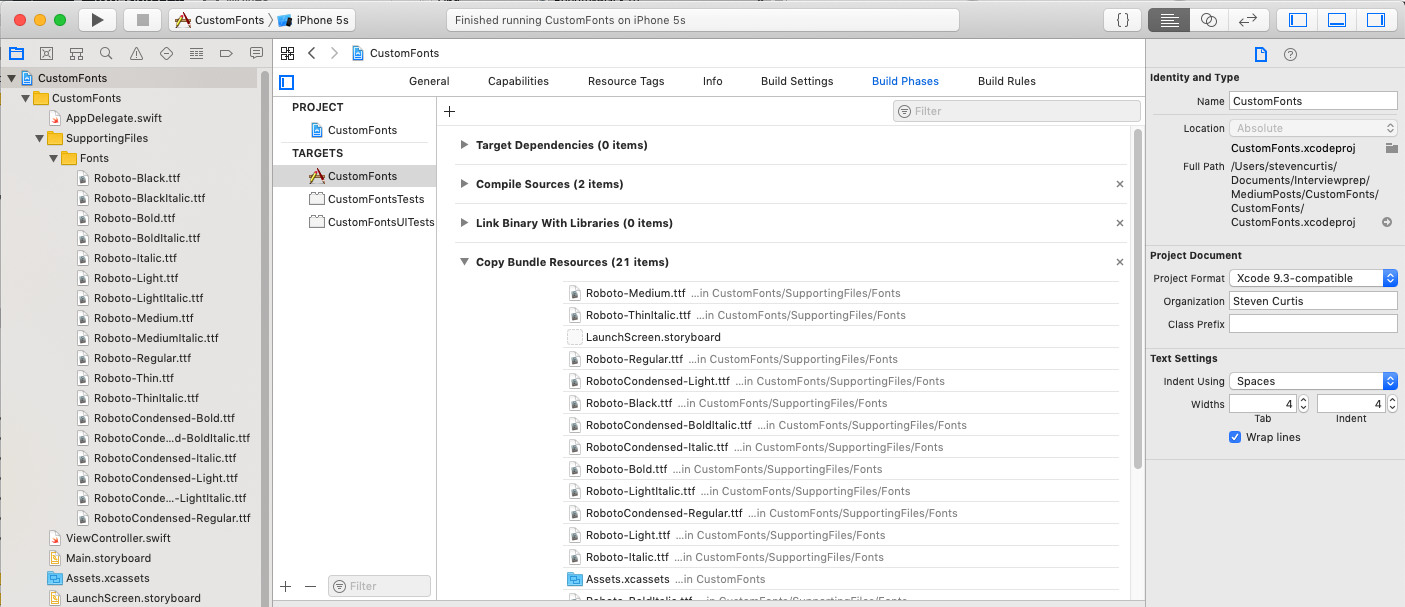 CustomFonts
iPhone 5s
Finished running CustomFonts on iPhone 5s
{}
CustomFonts
CustomFonts
AppDelegate.swift
SupportingFiles
Fonts
Roboto-Black.ttf
Roboto-BlackItalic.ttf
Roboto-Bold.ttf
Roboto-BoldItalic.ttf
Roboto-Italic.ttf
Roboto-Light.ttf
Roboto-LightItalic.ttf
Roboto-Medium.ttf
Roboto-MediumItalic.ttf
Roboto-Regular.ttf
Roboto-Thin.ttf
Roboto-ThinItalic.ttf
RobotoCondensed-Bold.ttf
RobotoConde...d-BoldItalic.ttf
RobotoCondensed-Italic.ttf
RobotoCondensed-Light.ttf
RobotoConde...-LightItalic.ttf
RobotoCondensed-Regular.ttf
ViewController.swift
Main.storyboard
Assets.xcassets
LaunchScreen.storyboard
CustomFonts
General
Capabilities
Resource Tags
Info
Build Settings
Build Phases
Build Rules
PROJECT
CustomFonts
TARGETS
CustomFonts
CustomFontsTests
CustomFontsUITests
Filter
Filter
Target Dependencies (0 items)
Compile Sources (2 items)
Link Binary With Libraries (0 items)
Copy Bundle Resources (21 items)
Roboto-Medium.ttf ...in CustomFonts/SupportingFiles/Fonts
Roboto-ThinItalic.ttf ...in CustomFonts/SupportingFiles/Fonts
LaunchScreen.storyboard
Roboto-Regular.ttf ...in CustomFonts/SupportingFiles/Fonts
RobotoCondensed-Light.ttf ...in CustomFonts/SupportingFiles/Fonts
Roboto-Black.ttf ...in CustomFonts/SupportingFiles/Fonts
RobotoCondensed-BoldItalic.ttf ...in CustomFonts/SupportingFiles/Fonts
RobotoCondensed-Italic.ttf ...in CustomFonts/SupportingFiles/Fonts
Roboto-Bold.ttf ...in CustomFonts/SupportingFiles/Fonts
Roboto-LightItalic.ttf ...in CustomFonts/SupportingFiles/Fonts
RobotoCondensed-Regular.ttf ...in CustomFonts/SupportingFiles/Fonts
Roboto-Light.ttf ...in CustomFonts/SupportingFiles/Fonts
Roboto-Italic.ttf ...in CustomFonts/SupportingFiles/Fonts
Assets.xcassets ...in CustomFonts
Roboto-BoldItalic.ttf ...in CustomFonts/SupportingFiles/Fonts
Identity and Type
Name CustomFonts
Location Absolute
CustomFonts.xcodeproj
Full Path /Users/stevencurtis/
Documents/Interviewprep/
MediumPosts/CustomFonts/
CustomFonts/
CustomFonts.xcodeproj
Project Document
Project Format Xcode 9.3-compatible
Organization Steven Curtis
Class Prefix
Text Settings
Indent Using Spaces
Widths 4 4
Tab Indent
Wrap lines